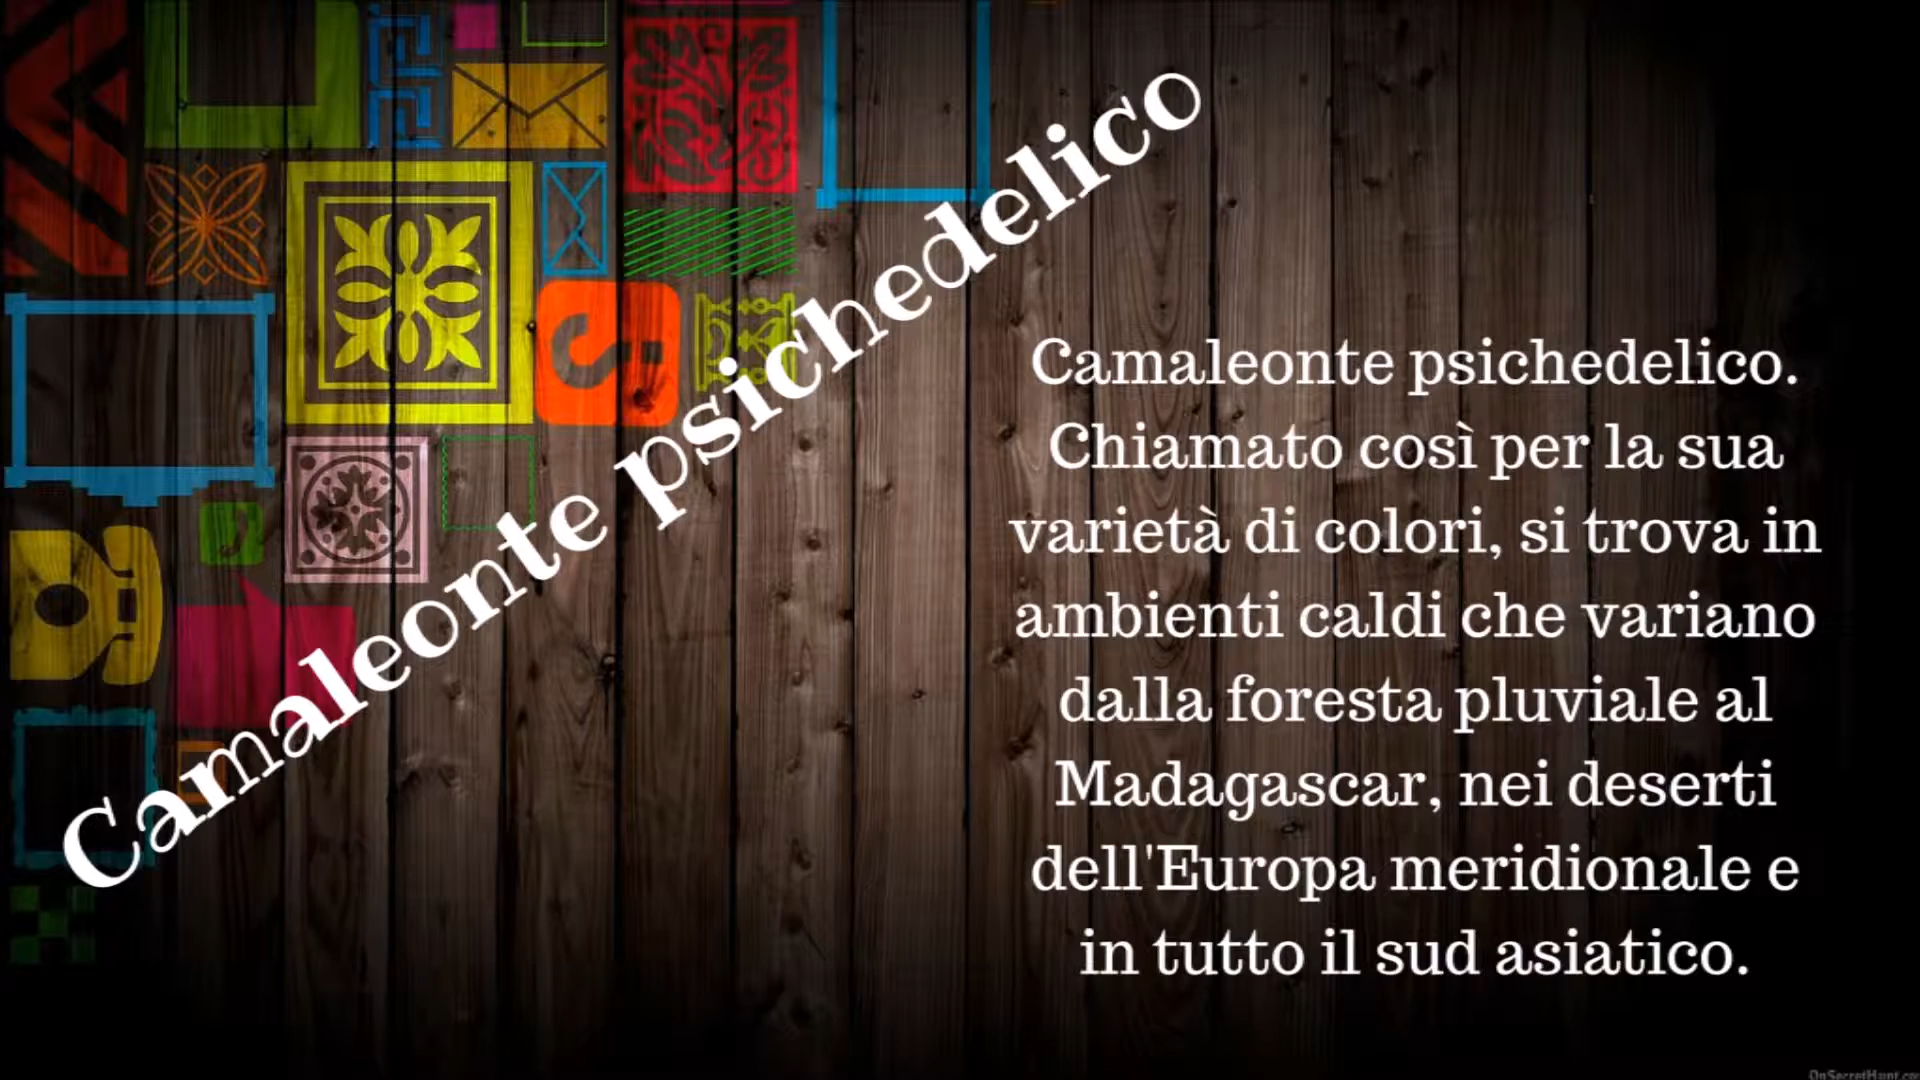 Camaleonte psichedelico
Camaleonte psichedelico.
Chiamato così per la sua
varietà di colori, si trova in
ambienti caldi che variano
dalla foresta pluviale al
Madagascar, nei deserti
dell'Europa meridionale e
in tutto il sud asiatico.